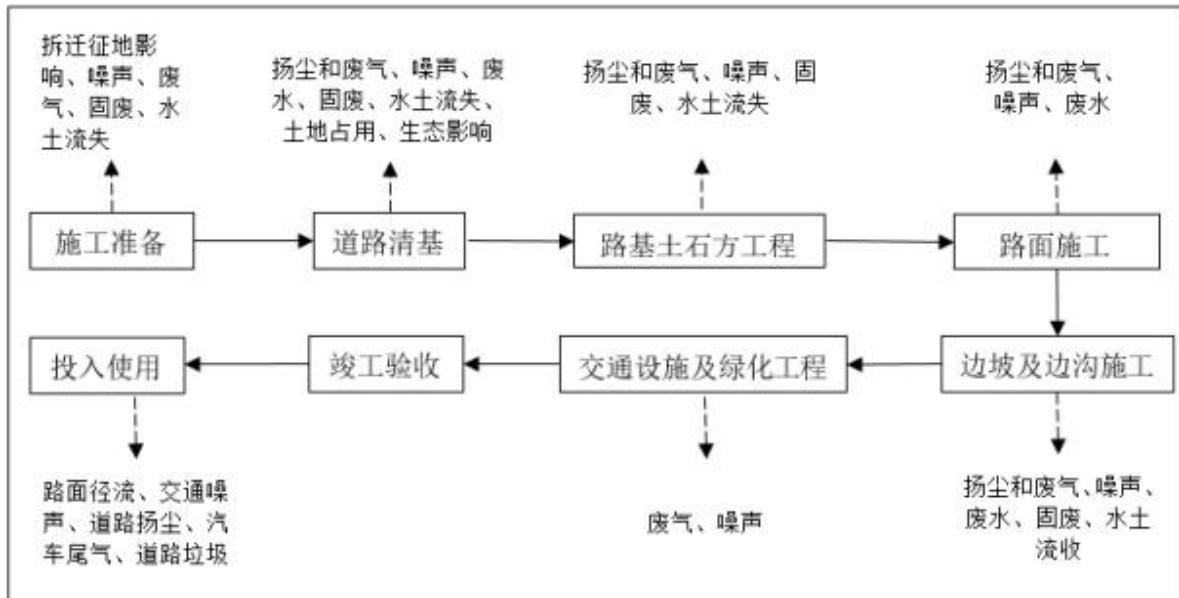 拆迁征地影
响、噪声、废
气、固废、水
土流失
扬尘和废气、噪声、废
水、固废、水土流失、
土地占用、生态影响
扬尘和废气、噪声、固
废、水土流失
扬尘和废气、
噪声、废水
施工准备
道路清基
路基土石方工程
路面施工
投入使用
竣工验收
交通设施及绿化工程
边坡及边沟施工
路面径流、交通噪
声、道路扬尘、汽
车尾气、道路垃圾
废气、噪声
扬尘和废气、噪声、
废水、固废、水土
流收